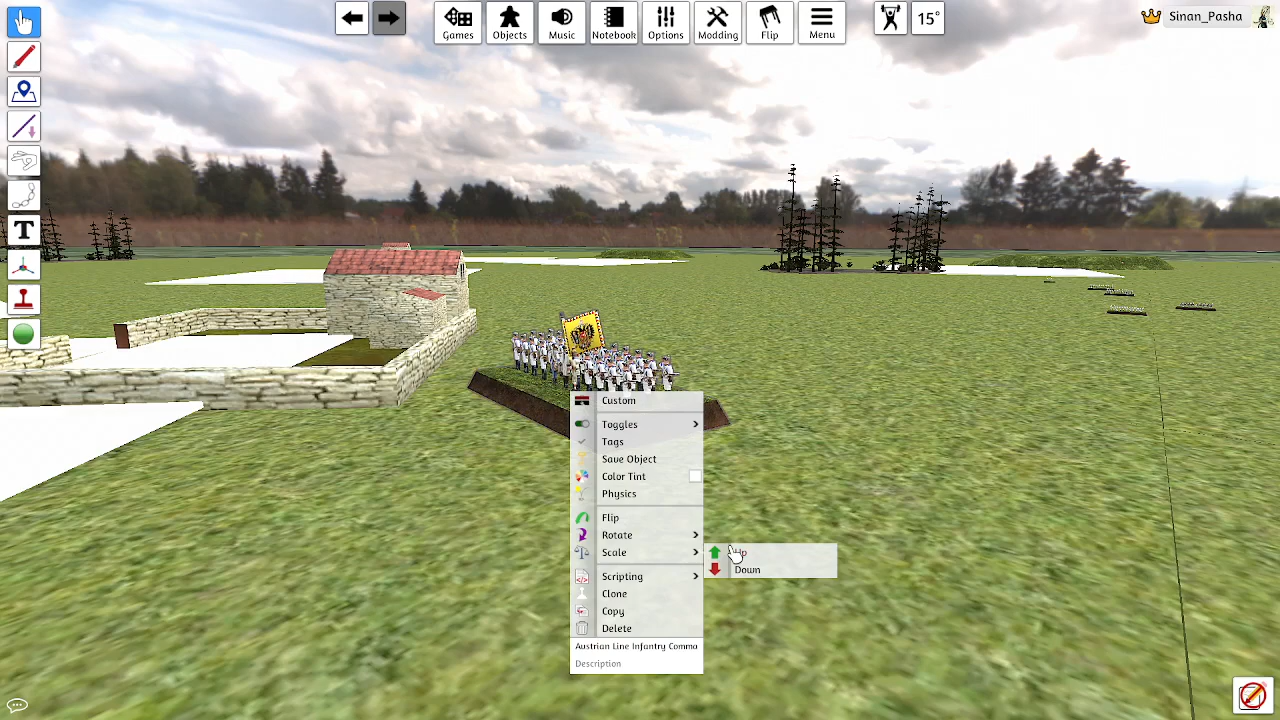 Games
Objects
Music
Notebook
Options
Modding
Flip
Menu
15°
Sinan_Pasha
T
Custom
Toggles
Tags
Save Object
Color Tint
Physics
Flip
Rotate
Scale
Up
Down
Scripting
Clone
Copy
Delete
Austrian Line Infantry Comma
Description